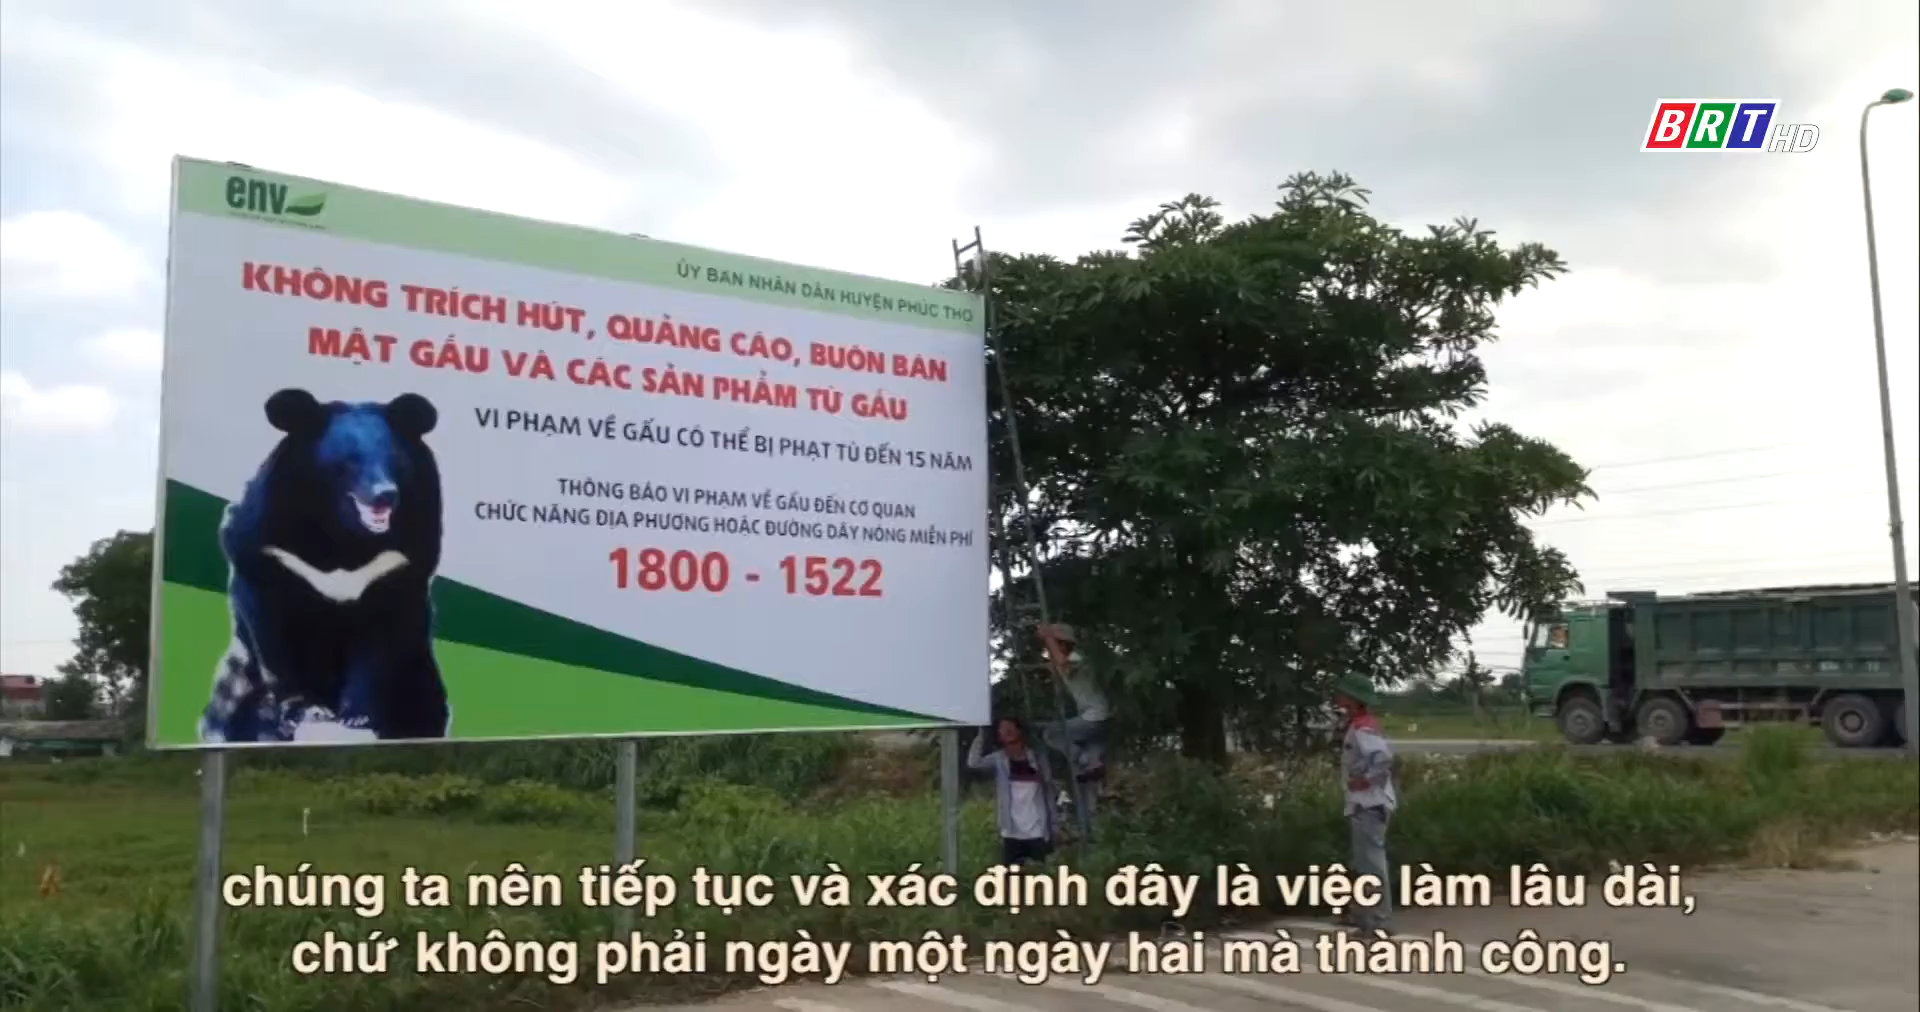 BRT HD
env
ỦY BAN NHÂN DÂN HUYỆN PHÚC THỌ
KHÔNG TRÍCH HÚT, QUẢNG CÁO, BUÔN BÁN
MẬT GẤU VÀ CÁC SẢN PHẨM TỪ GẤU
VI PHẠM VỀ GẤU CÓ THỂ BỊ PHẠT TÙ ĐẾN 15 NĂM
THÔNG BÁO VI PHẠM VỀ GẤU ĐẾN CƠ QUAN
CHỨC NĂNG ĐỊA PHƯƠNG HOẶC ĐƯỜNG DÂY NÓNG MIỄN PHÍ
1800 - 1522
chúng ta nên tiếp tục và xác định đây là việc làm lâu dài,
chứ không phải ngày một ngày hai mà thành công.